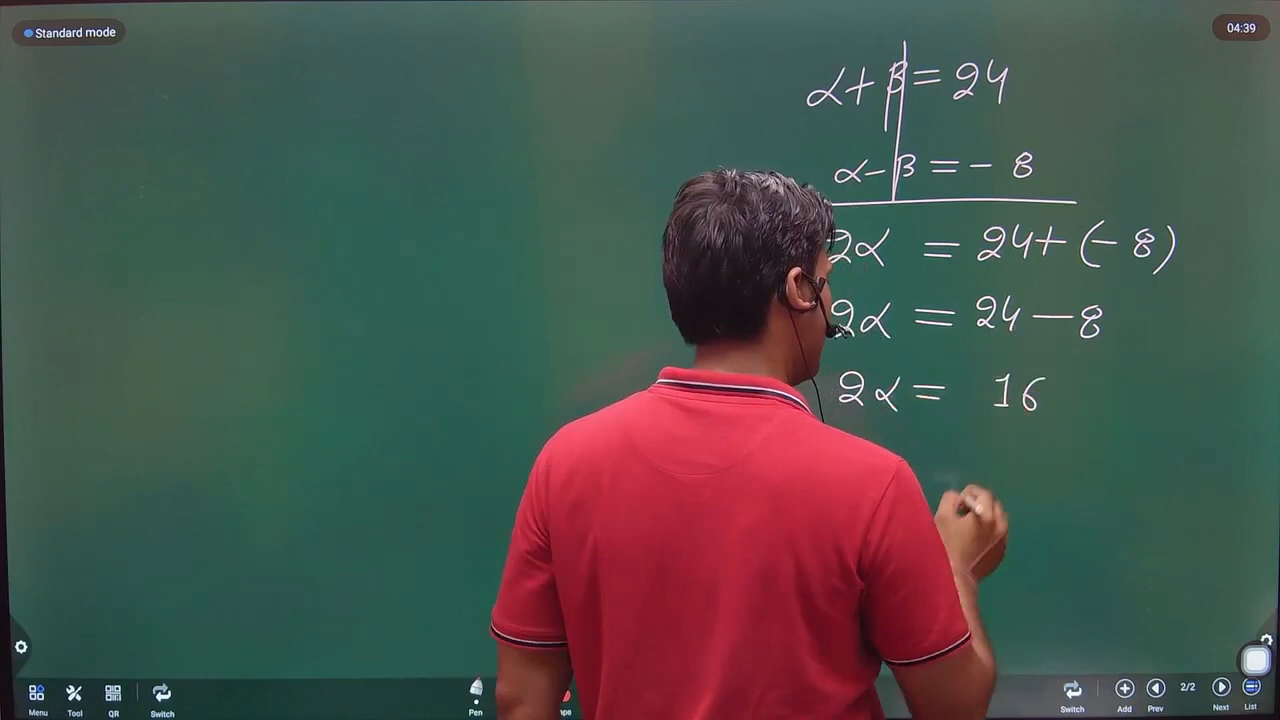 Standard mode
04:39
α+β=24
α-β=-8
2α = 24+(-8)
2α = 24-8
2α = 16
Menu Tool QR Switch Pen Switch Add Prev 2/2 Next List